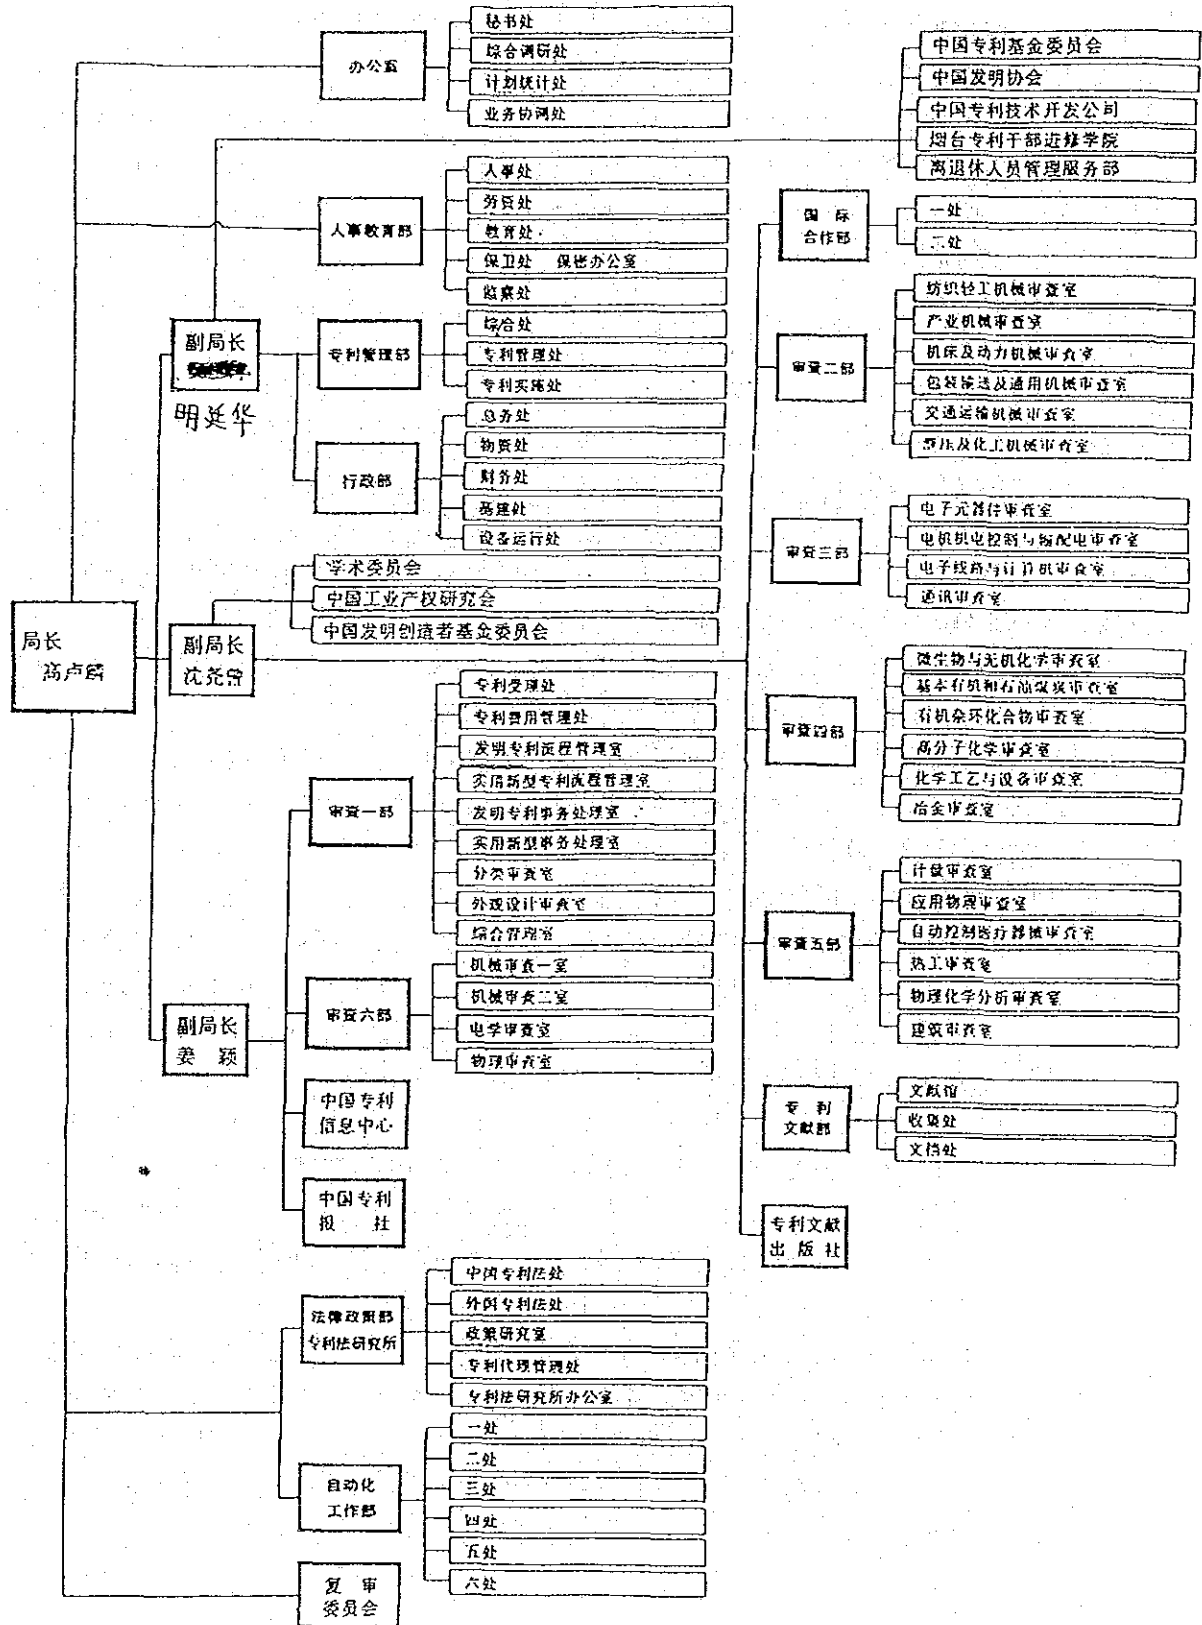 局长
高卢麟
办公室
秘书处
综合调研处
计划统计处
业务协调处
人事教育部
人事处
劳资处
教育处
保卫处 保密办公室
监察处
副局长
明廷华
中国专利基金委员会
中国发明协会
中国专利技术开发公司
烟台专利干部进修学院
离退休人员管理服务部
专利管理部
综合处
专利管理处
专利实施处
行政部
总务处
物资处
财务处
基建处
设备运行处
副局长
沈尧曾
学术委员会
中国工业产权研究会
中国发明创造者基金委员会
国际
合作部
一处
二处
审查二部
纺织轻工机械审查室
产业机械审查室
机床及动力机械审查室
包装输送及通用机械审查室
交通运输机械审查室
审查三部
电子元器件审查室
电机机电控制与输配电审查室
电子线路与计算机审查室
通讯审查室
审查四部
微生物与无机化学审查室
基本有机和石油煤炭审查室
有机杂环化合物审查室
高分子化学审查室
化学工艺与设备审查室
冶金审查室
审查五部
计量审查室
应用物理审查室
自动控制医疗器械审查室
热工审查室
物理化学分析审查室
建筑审查室
专利
文献部
文献馆
收集处
文档处
专利文献
出版社
副局长
姜颖
审查一部
专利受理处
专利费用管理处
发明专利流程管理室
实用新型专利流程管理室
发明专利事务处理室
实用新型事务处理室
分类审查室
外观设计审查室
综合管理室
审查六部
机械审查一室
机械审查二室
电学审查室
物理审查室
中国专利
信息中心
中国专利
报社
法律政策部
专利法研究所
中国专利法处
外国专利法处
政策研究室
专利代理管理处
专利法研究所办公室
自动化
工作部
一处
二处
三处
四处
五处
六处
复审
委员会